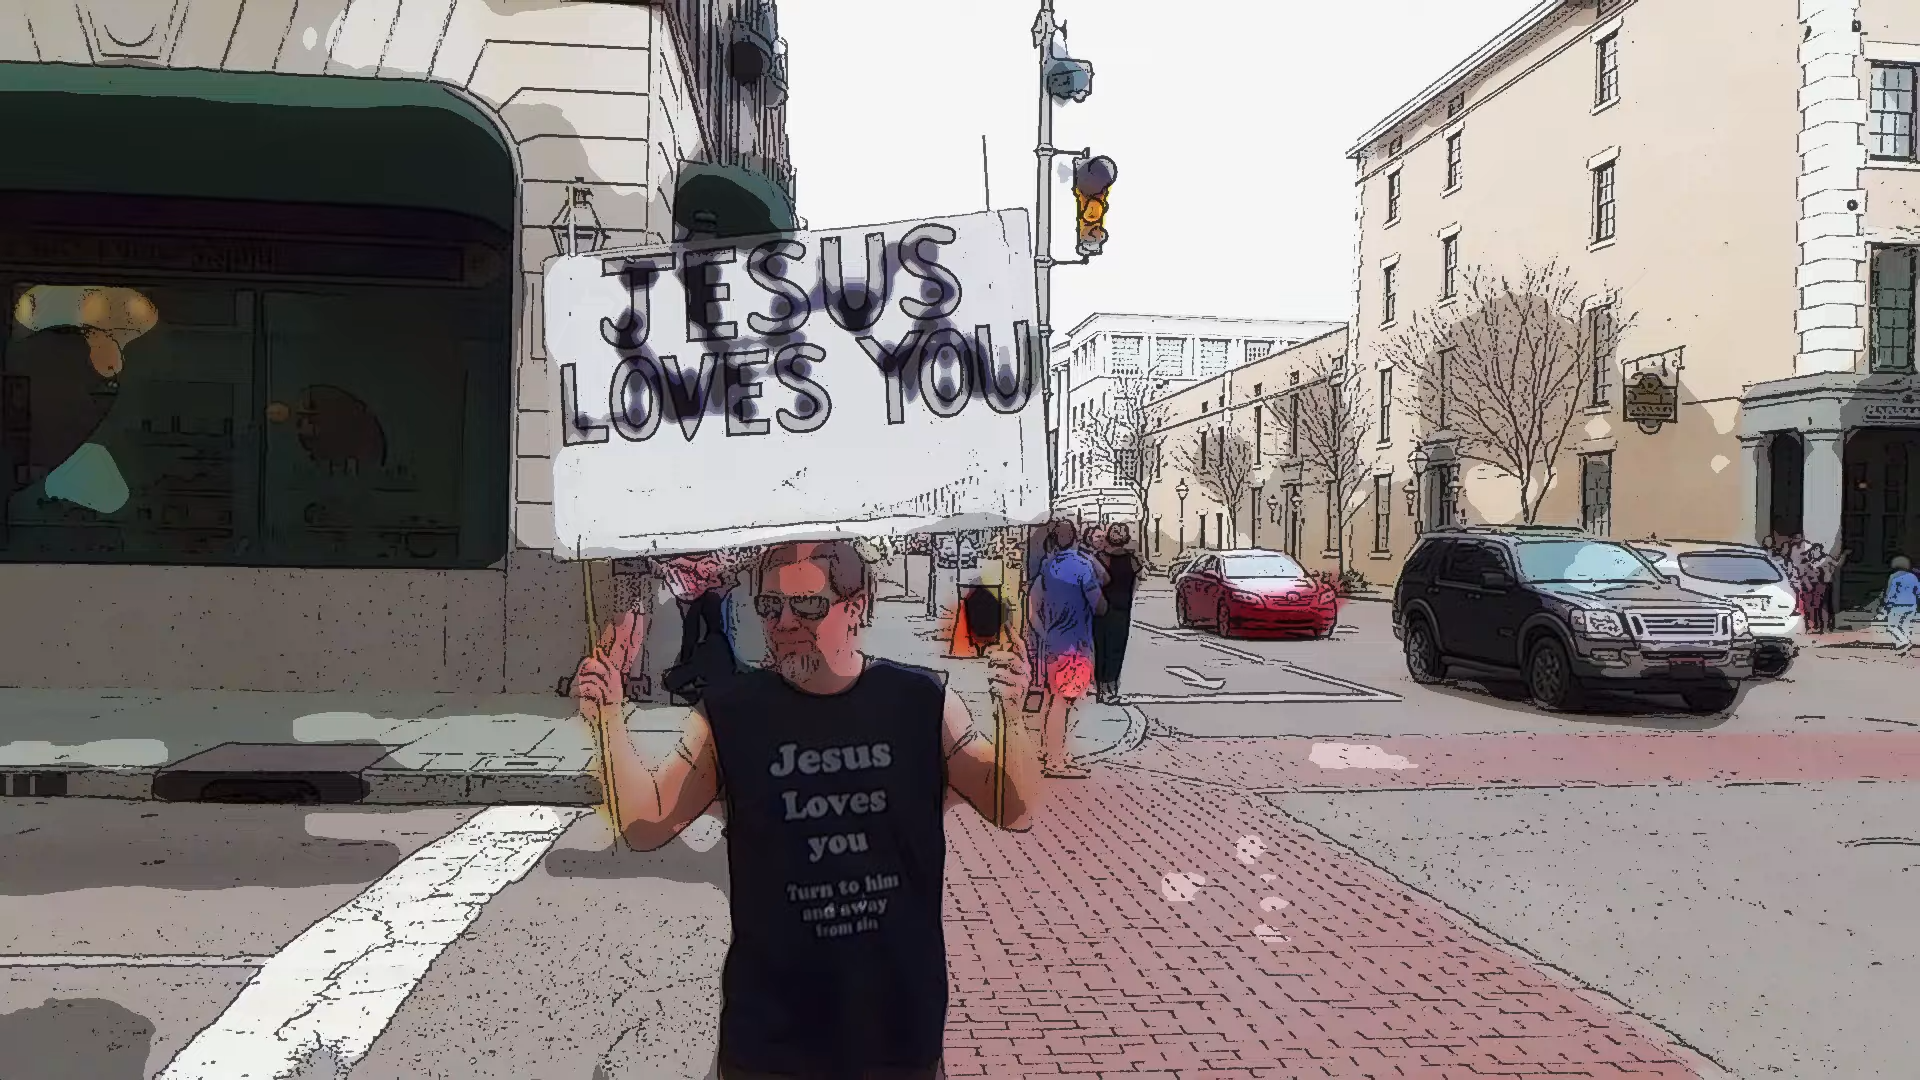 JESUS
LOVES YOU
Jesus
Loves
you
Turn to him
and away
from sin